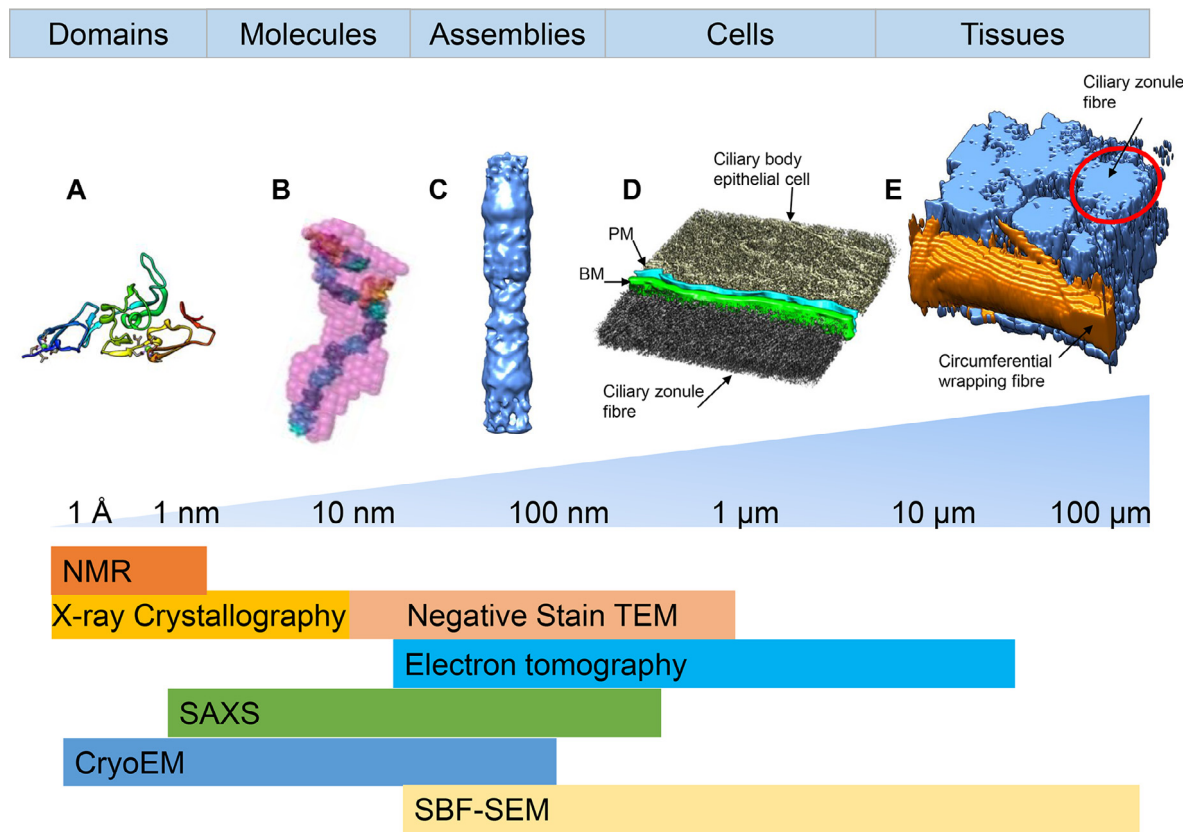 Domains
Molecules
Assemblies
Cells
Tissues
A
B
C
D
E
Ciliary body
epithelial cell
PM
BM
Ciliary zonule
fibre
Ciliary zonule
fibre
Circumferential
wrapping fibre
1 Å
1 nm
10 nm
100 nm
1 µm
10 µm
100 µm
NMR
X-ray Crystallography
Negative Stain TEM
Electron tomography
SAXS
CryoEM
SBF-SEM